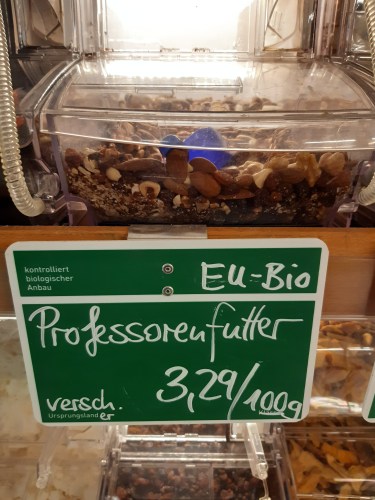 kontrolliert
biologischer
Anbau
EU-Bio
Professorenfutter
3,29/100g
versch.
Ursprungsländer